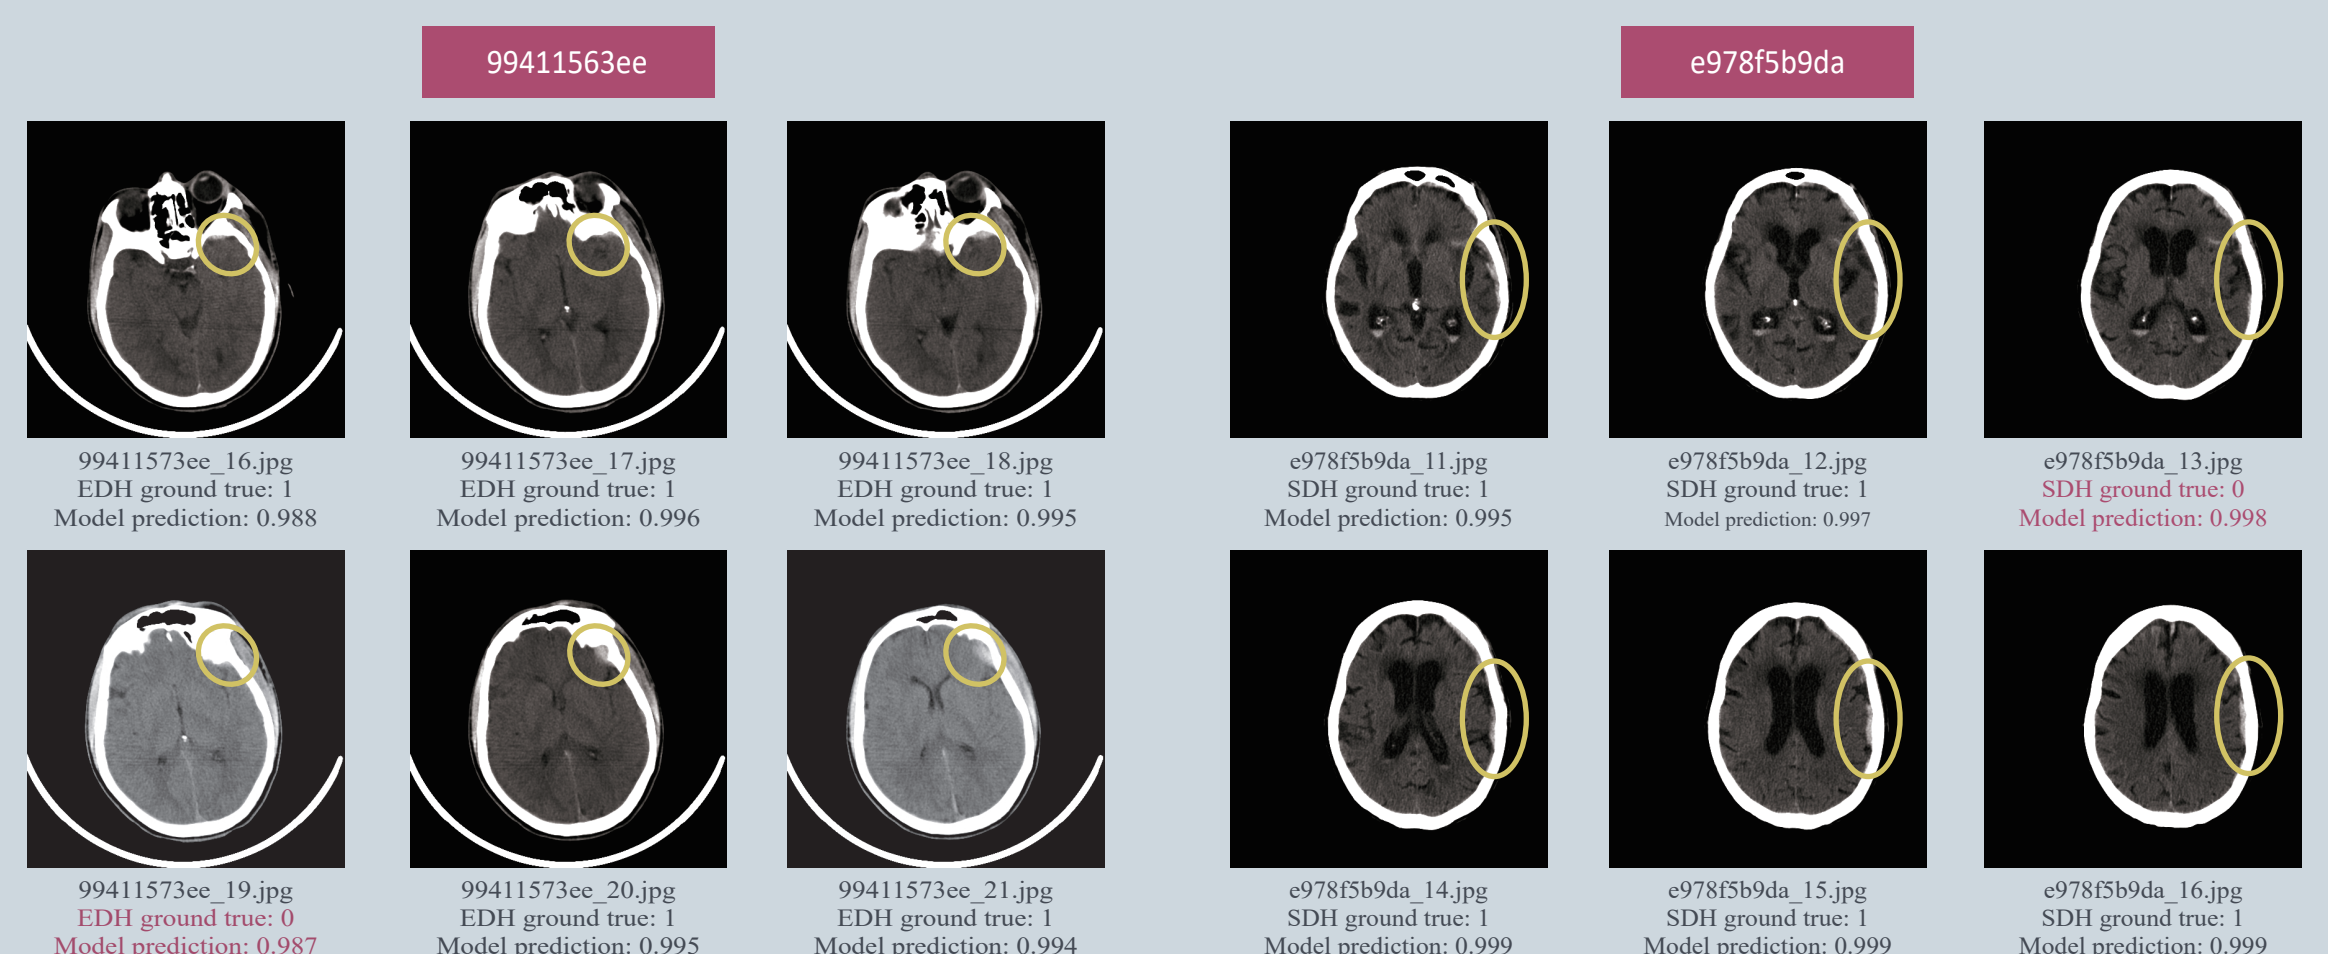 99411563ee
e978f5b9da
99411573ee_16.jpg
EDH ground true: 1
Model prediction: 0.988
99411573ee_17.jpg
EDH ground true: 1
Model prediction: 0.996
99411573ee_18.jpg
EDH ground true: 1
Model prediction: 0.995
e978f5b9da_11.jpg
SDH ground true: 1
Model prediction: 0.995
e978f5b9da_12.jpg
SDH ground true: 1
Model prediction: 0.997
e978f5b9da_13.jpg
SDH ground true: 0
Model prediction: 0.998
99411573ee_19.jpg
EDH ground true: 0
Model prediction: 0.987
99411573ee_20.jpg
EDH ground true: 1
Model prediction: 0.995
99411573ee_21.jpg
EDH ground true: 1
Model prediction: 0.994
e978f5b9da_14.jpg
SDH ground true: 1
Model prediction: 0.999
e978f5b9da_15.jpg
SDH ground true: 1
Model prediction: 0.999
e978f5b9da_16.jpg
SDH ground true: 1
Model prediction: 0.999